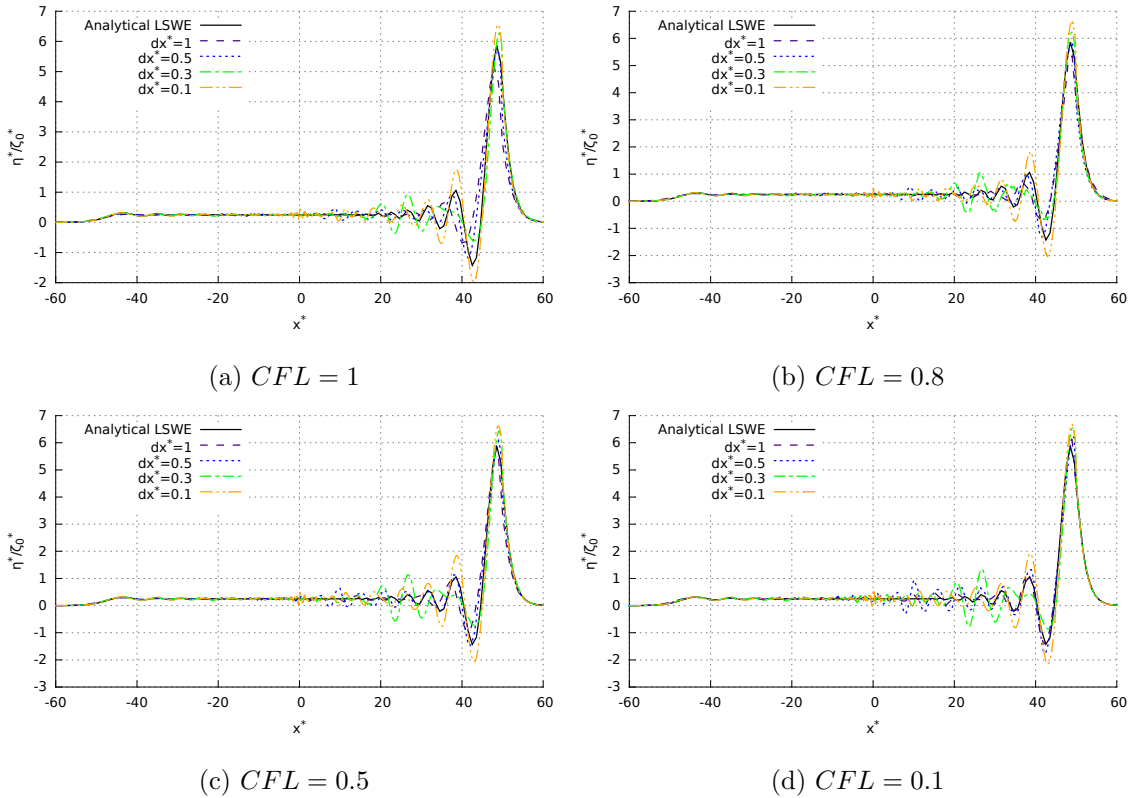 7
6
5
4
3
2
1
0
-1
-2
-60 -40 -20 0 20 40 60
η*/ζ0*
x*
Analytical LSWE
dx*=1
dx*=0.5
dx*=0.3
dx*=0.1
(a) CFL = 1
7
6
5
4
3
2
1
0
-1
-2
-3
-60 -40 -20 0 20 40 60
η*/ζ0*
x*
Analytical LSWE
dx*=1
dx*=0.5
dx*=0.3
dx*=0.1
(b) CFL = 0.8
7
6
5
4
3
2
1
0
-1
-2
-3
-60 -40 -20 0 20 40 60
η*/ζ0*
x*
Analytical LSWE
dx*=1
dx*=0.5
dx*=0.3
dx*=0.1
(c) CFL = 0.5
7
6
5
4
3
2
1
0
-1
-2
-3
-60 -40 -20 0 20 40 60
η*/ζ0*
x*
Analytical LSWE
dx*=1
dx*=0.5
dx*=0.3
dx*=0.1
(d) CFL = 0.1